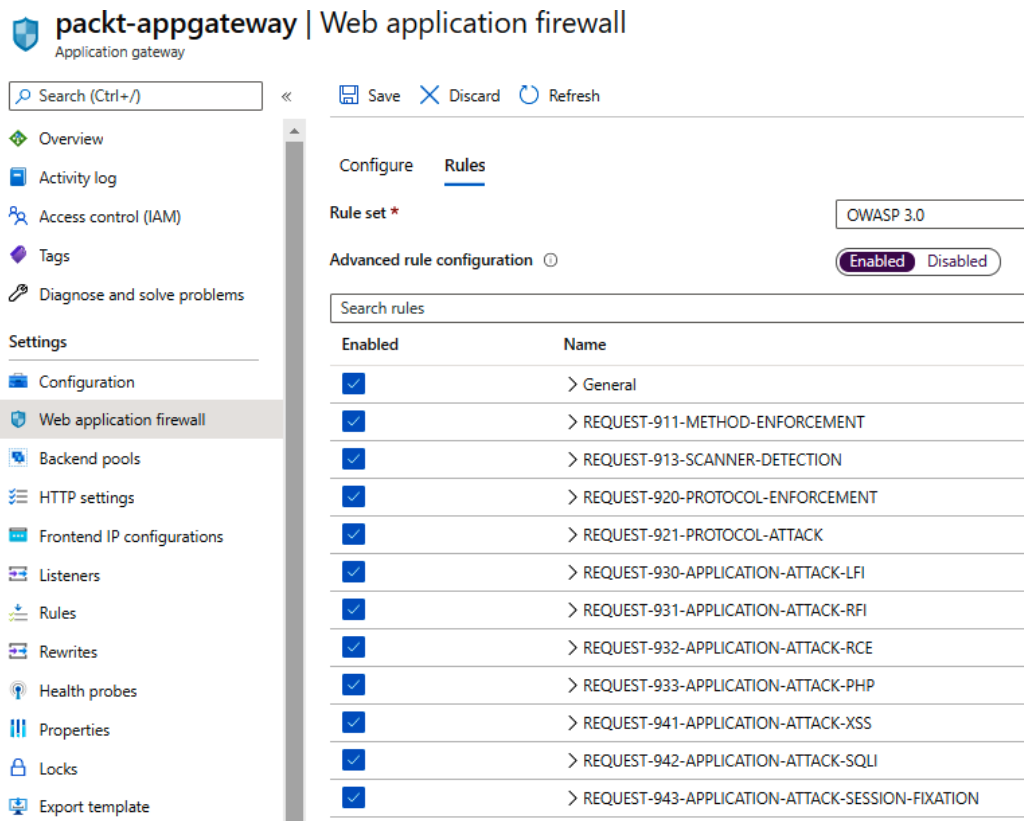 packt-appgateway | Web application firewall
Application gateway
Search (Ctrl+/)
«
Overview
Activity log
Access control (IAM)
Tags
Diagnose and solve problems
Settings
Configuration
Web application firewall
Backend pools
HTTP settings
Frontend IP configurations
Listeners
Rules
Rewrites
Health probes
Properties
Locks
Export template
Save Discard Refresh
Configure Rules
Rule set * OWASP 3.0
Advanced rule configuration Enabled Disabled
Search rules
Enabled Name
General
REQUEST-911-METHOD-ENFORCEMENT
REQUEST-913-SCANNER-DETECTION
REQUEST-920-PROTOCOL-ENFORCEMENT
REQUEST-921-PROTOCOL-ATTACK
REQUEST-930-APPLICATION-ATTACK-LFI
REQUEST-931-APPLICATION-ATTACK-RFI
REQUEST-932-APPLICATION-ATTACK-RCE
REQUEST-933-APPLICATION-ATTACK-PHP
REQUEST-941-APPLICATION-ATTACK-XSS
REQUEST-942-APPLICATION-ATTACK-SQLI
REQUEST-943-APPLICATION-ATTACK-SESSION-FIXATION